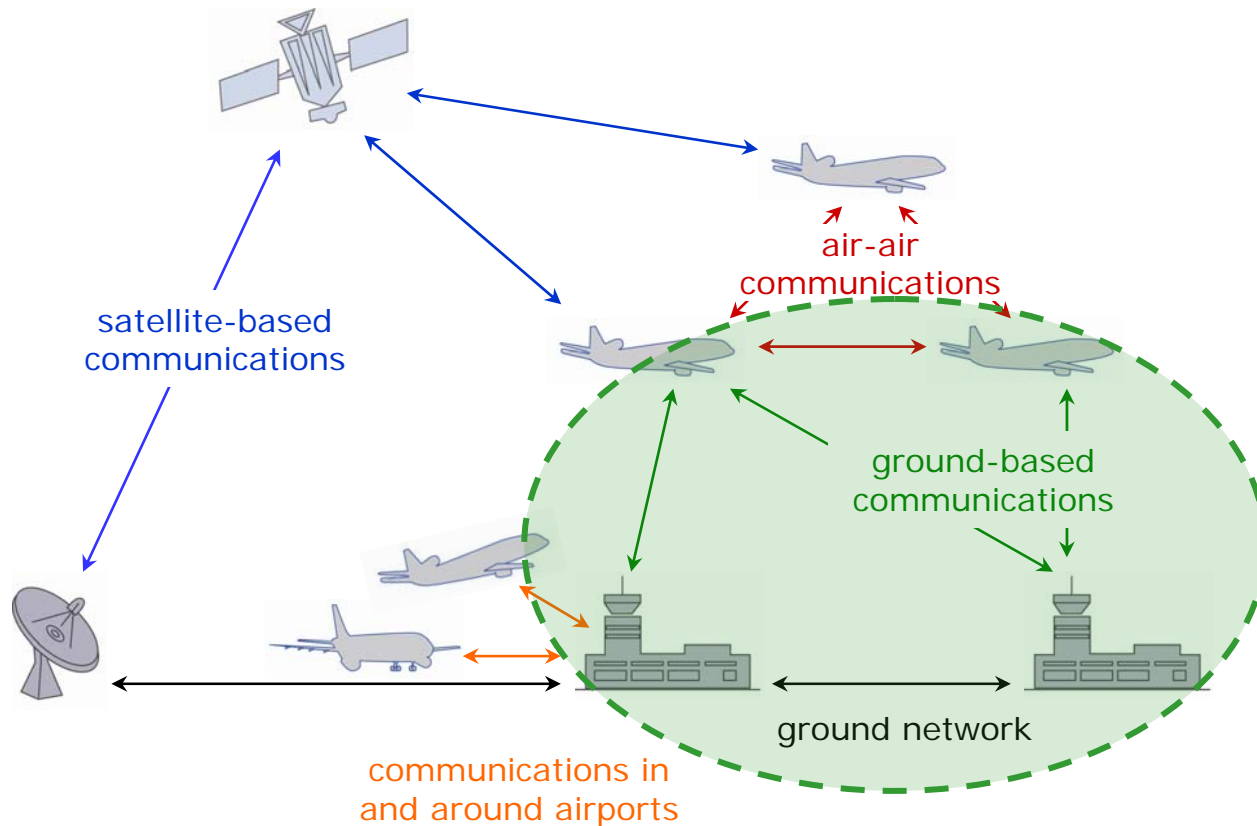 air-air
communications
satellite-based
communications
ground-based
communications
ground network
communications in
and around airports